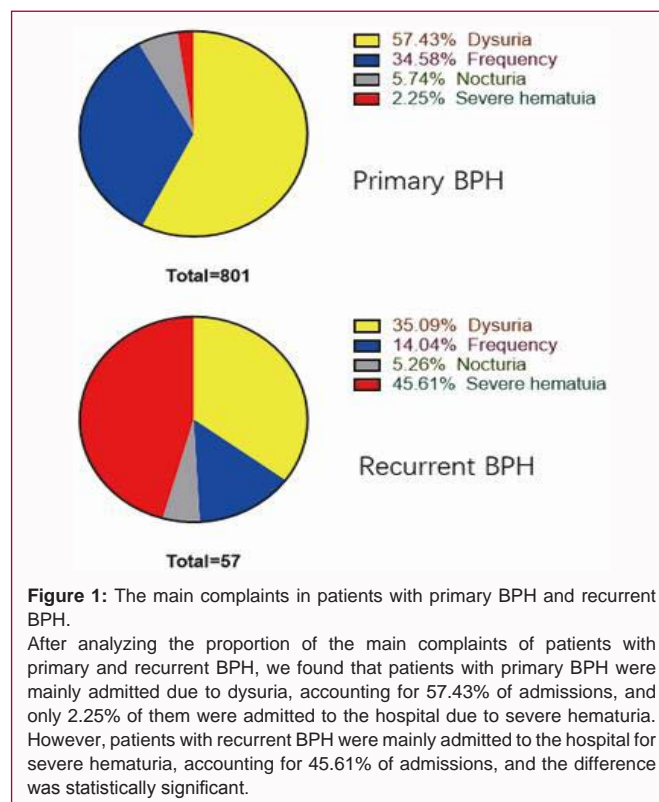 57.43% Dysuria
34.58% Frequency
5.74% Nocturia
2.25% Severe hematuia
Primary BPH
Total=801
35.09% Dysuria
14.04% Frequency
5.26% Nocturia
45.61% Severe hematuia
Recurrent BPH
Total=57
Figure 1: The main complaints in patients with primary BPH and recurrent
BPH.
After analyzing the proportion of the main complaints of patients with
primary and recurrent BPH, we found that patients with primary BPH were
mainly admitted due to dysuria, accounting for 57.43% of admissions, and
only 2.25% of them were admitted to the hospital due to severe hematuria.
However, patients with recurrent BPH were mainly admitted to the hospital for
severe hematuria, accounting for 45.61% of admissions, and the difference
was statistically significant.